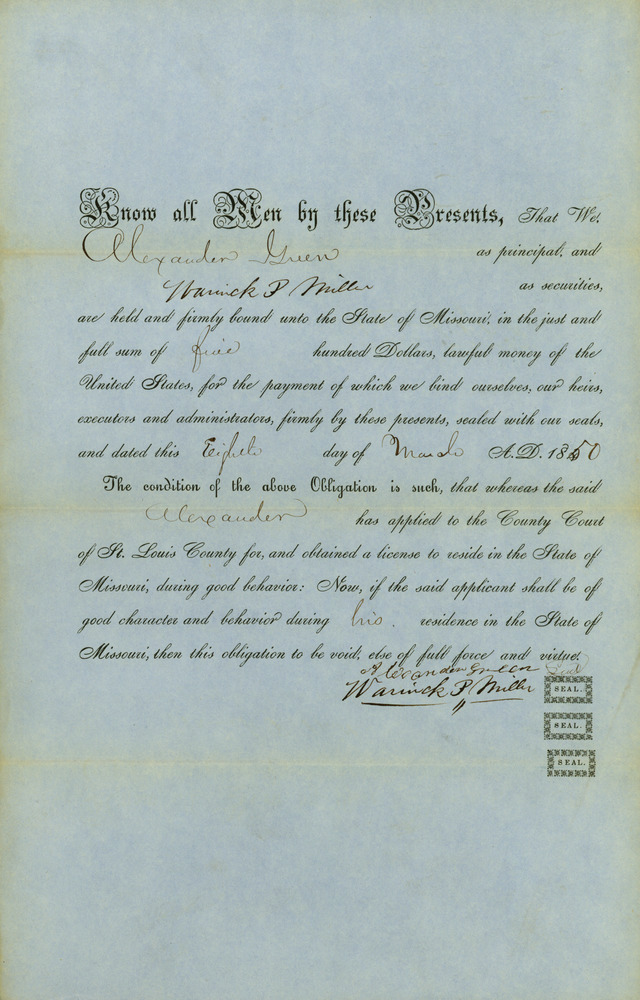 Know all Men by these Presents, That We,
Alexander Green as principal, and
Warrick P Miller as securities,
are held and firmly bound unto the State of Missouri, in the just and
full sum of five hundred Dollars, lawful money of the
United States, for the payment of which we bind ourselves, our heirs,
executors and administrators, firmly by these presents, sealed with our seals,
and dated this Eighth day of March A.D. 1850
The condition of the above Obligation is such, that whereas the said
Alexander has applied to the County Court
of St. Louis County for, and obtained a license to reside in the State of
Missouri, during good behavior: Now, if the said applicant shall be of
good character and behavior during his residence in the State of
Missouri, then this obligation to be void, else of full force and virtue.
Alexander Green Seal
Warrick P Miller SEAL.
SEAL.
SEAL.